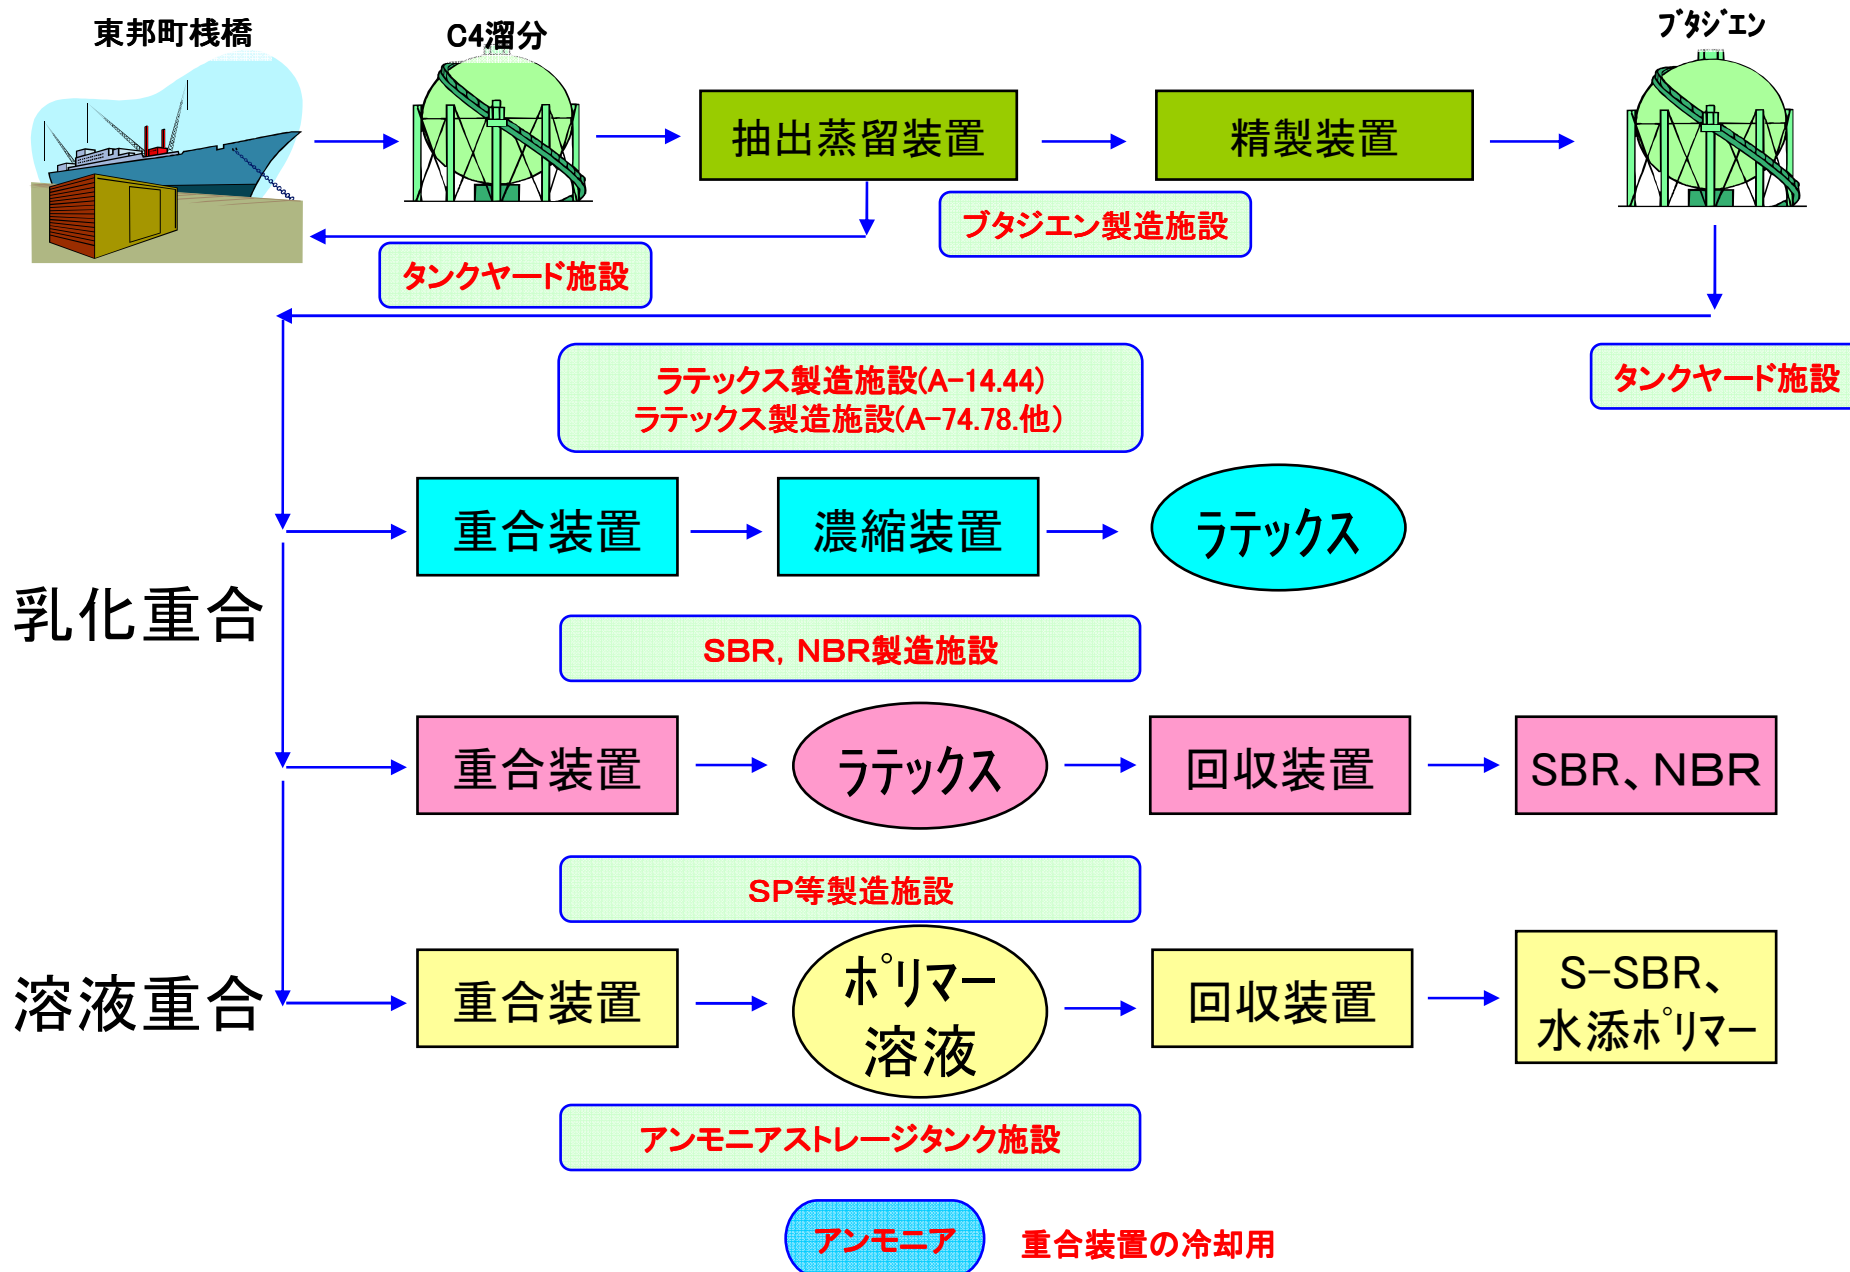 東邦町桟橋
C4溜分
ﾌﾞﾀｼﾞｴﾝ
抽出蒸留装置
精製装置
ブタジエン製造施設
タンクヤード施設
ラテックス製造施設(A-14.44)
ラテックス製造施設(A-74.78.他)
タンクヤード施設
重合装置
濃縮装置
ラテックス
乳化重合
SBR, NBR製造施設
重合装置
ラテックス
回収装置
SBR、NBR
SP等製造施設
溶液重合
重合装置
ﾎﾟﾘﾏｰ
溶液
回収装置
S-SBR、
水添ﾎﾟﾘﾏｰ
アンモニアストレージタンク施設
アンモニア
重合装置の冷却用